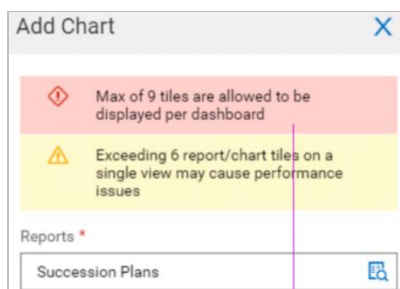 Add Chart
Max of 9 tiles are allowed to be
displayed per dashboard
Exceeding 6 report/chart tiles on a
single view may cause performance
issues
Reports *
Succession Plans